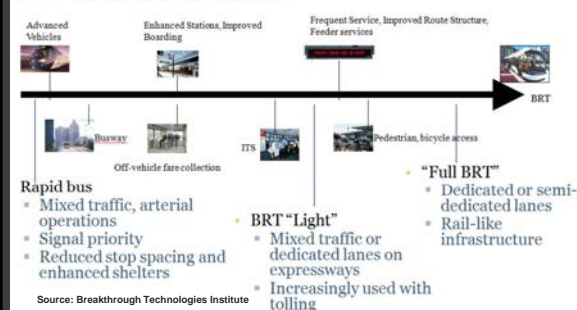 Advanced
Vehicles
Enhanced Stations, Improved
Boarding
Frequent Service, Improved Route Structure,
Feeder services
BRT
Busway
Off-vehicle fare collection
ITS
Pedestrian, bicycle access
Rapid bus
Mixed traffic, arterial
operations
Signal priority
Reduced stop spacing and
enhanced shelters
BRT "Light"
Mixed traffic or
dedicated lanes on
expressways
Increasingly used with
tolling
"Full BRT"
Dedicated or semi-
dedicated lanes
Rail-like
infrastructure
Source: Breakthrough Technologies Institute